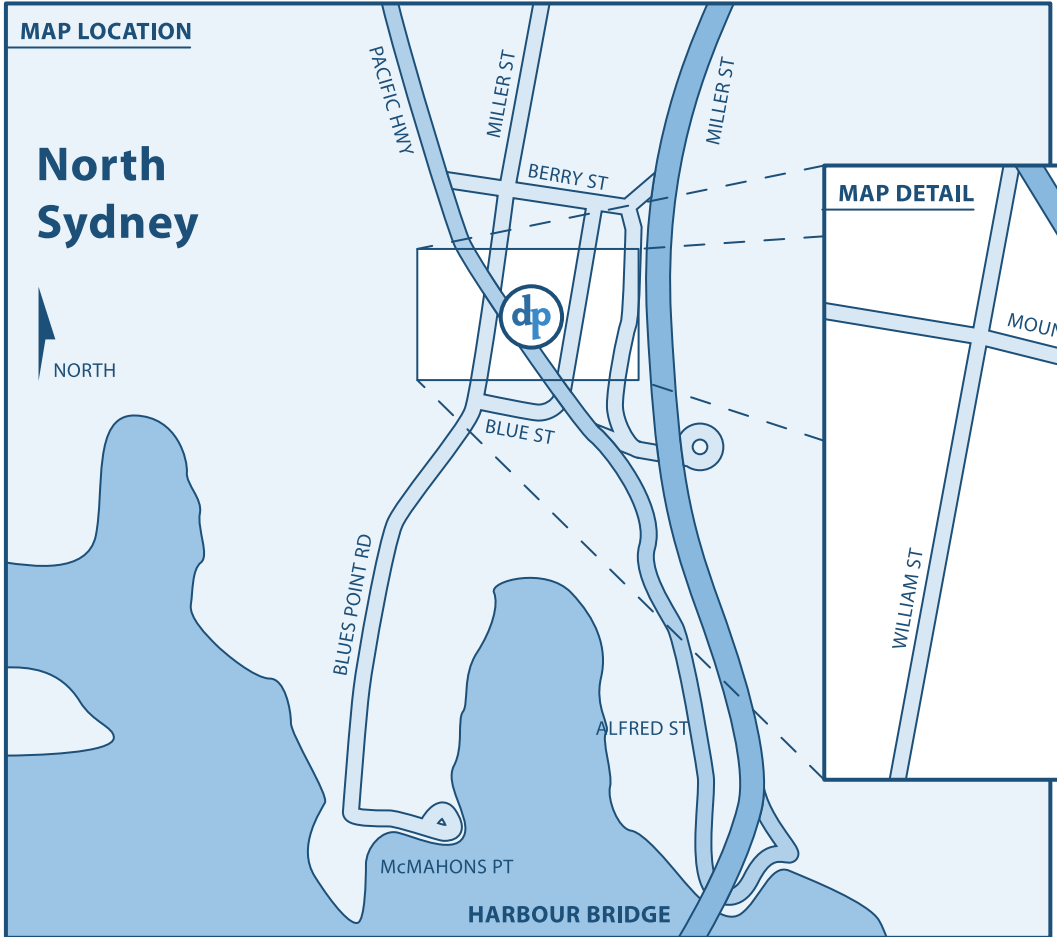 MAP LOCATION
North
Sydney
NORTH
PACIFIC HWY
MILLER ST
MILLER ST
BERRY ST
dp
BLUE ST
BLUES POINT RD
ALFRED ST
McMAHONS PT
HARBOUR BRIDGE
MAP DETAIL
WILLIAM ST